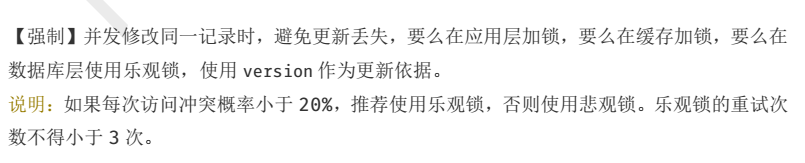 【强制】并发修改同一记录时，避免更新丢失，要么在应用层加锁，要么在缓存加锁，要么在
数据库层使用乐观锁，使用 version 作为更新依据。
说明：如果每次访问冲突概率小于 20%，推荐使用乐观锁，否则使用悲观锁。乐观锁的重试次
数不得小于 3 次。